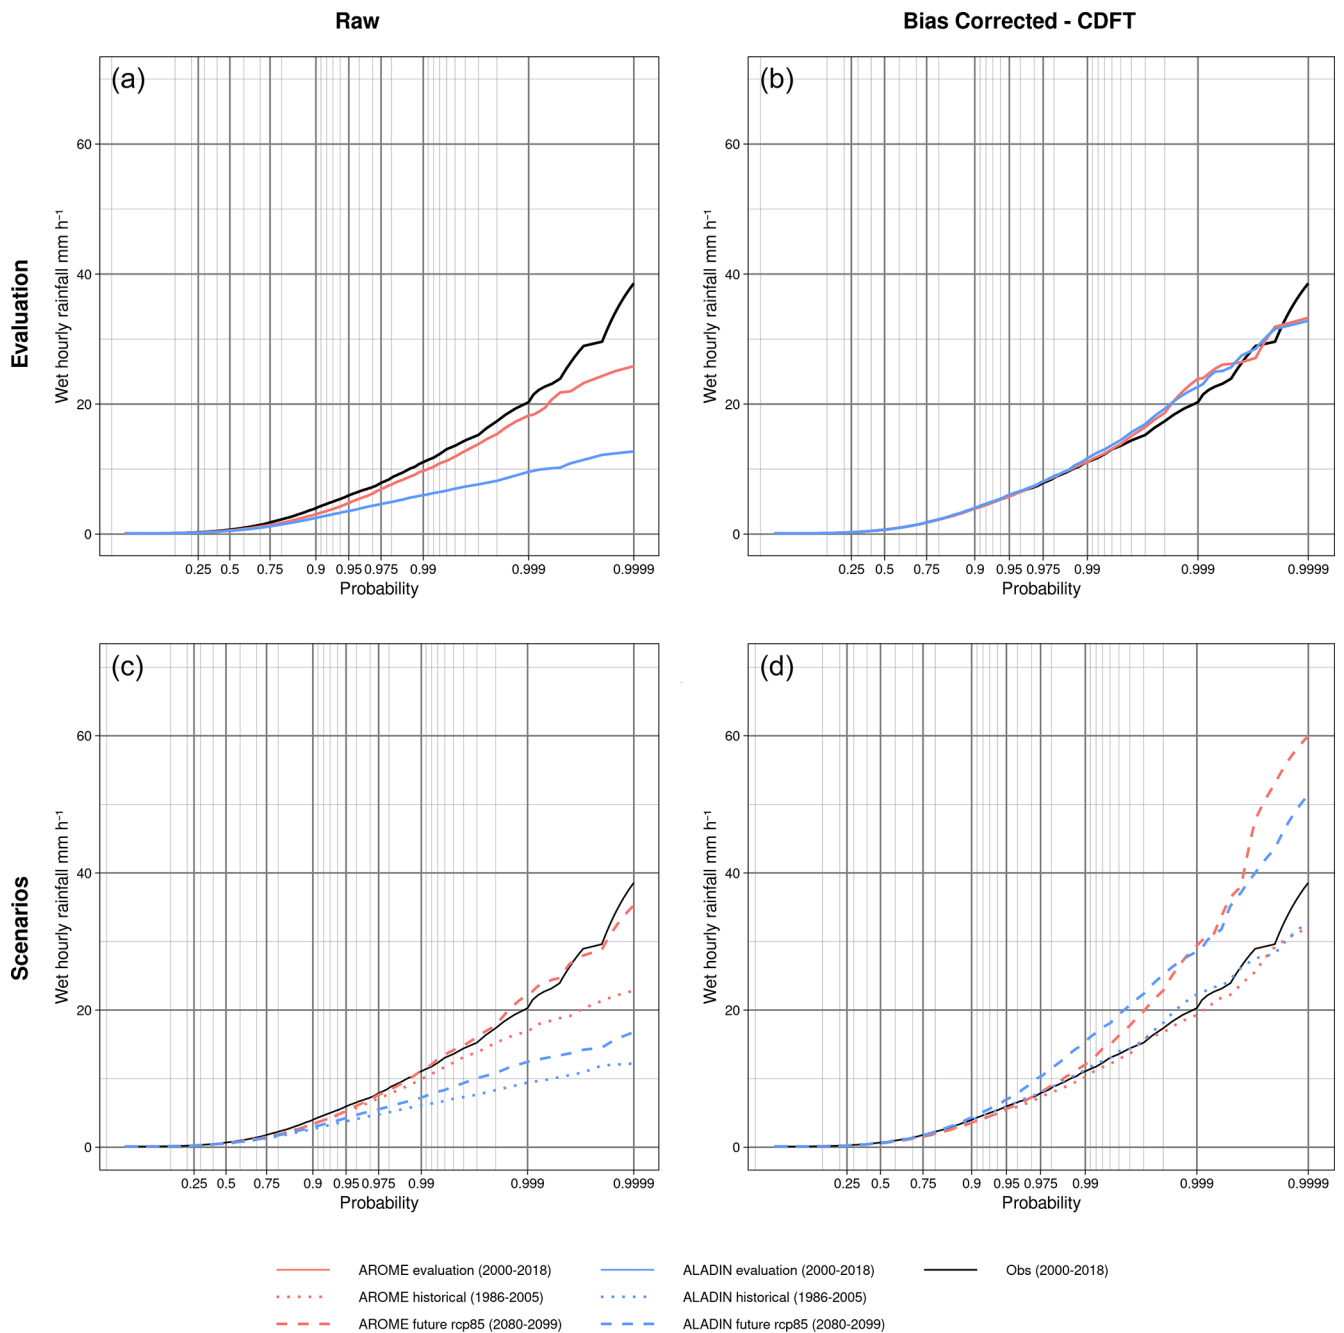 Raw
Bias Corrected - CDFT
Evaluation
(a)
Wet hourly rainfall mm h⁻¹
60
40
20
0
0.25 0.5 0.75 0.9 0.95 0.975 0.99 0.999 0.9999
Probability
(b)
Wet hourly rainfall mm h⁻¹
60
40
20
0
0.25 0.5 0.75 0.9 0.95 0.975 0.99 0.999 0.9999
Probability
Scenarios
(c)
Wet hourly rainfall mm h⁻¹
60
40
20
0
0.25 0.5 0.75 0.9 0.95 0.975 0.99 0.999 0.9999
Probability
(d)
Wet hourly rainfall mm h⁻¹
60
40
20
0
0.25 0.5 0.75 0.9 0.95 0.975 0.99 0.999 0.9999
Probability
AROME evaluation (2000-2018) ALADIN evaluation (2000-2018) Obs (2000-2018)
AROME historical (1986-2005) ALADIN historical (1986-2005)
AROME future rcp85 (2080-2099) ALADIN future rcp85 (2080-2099)